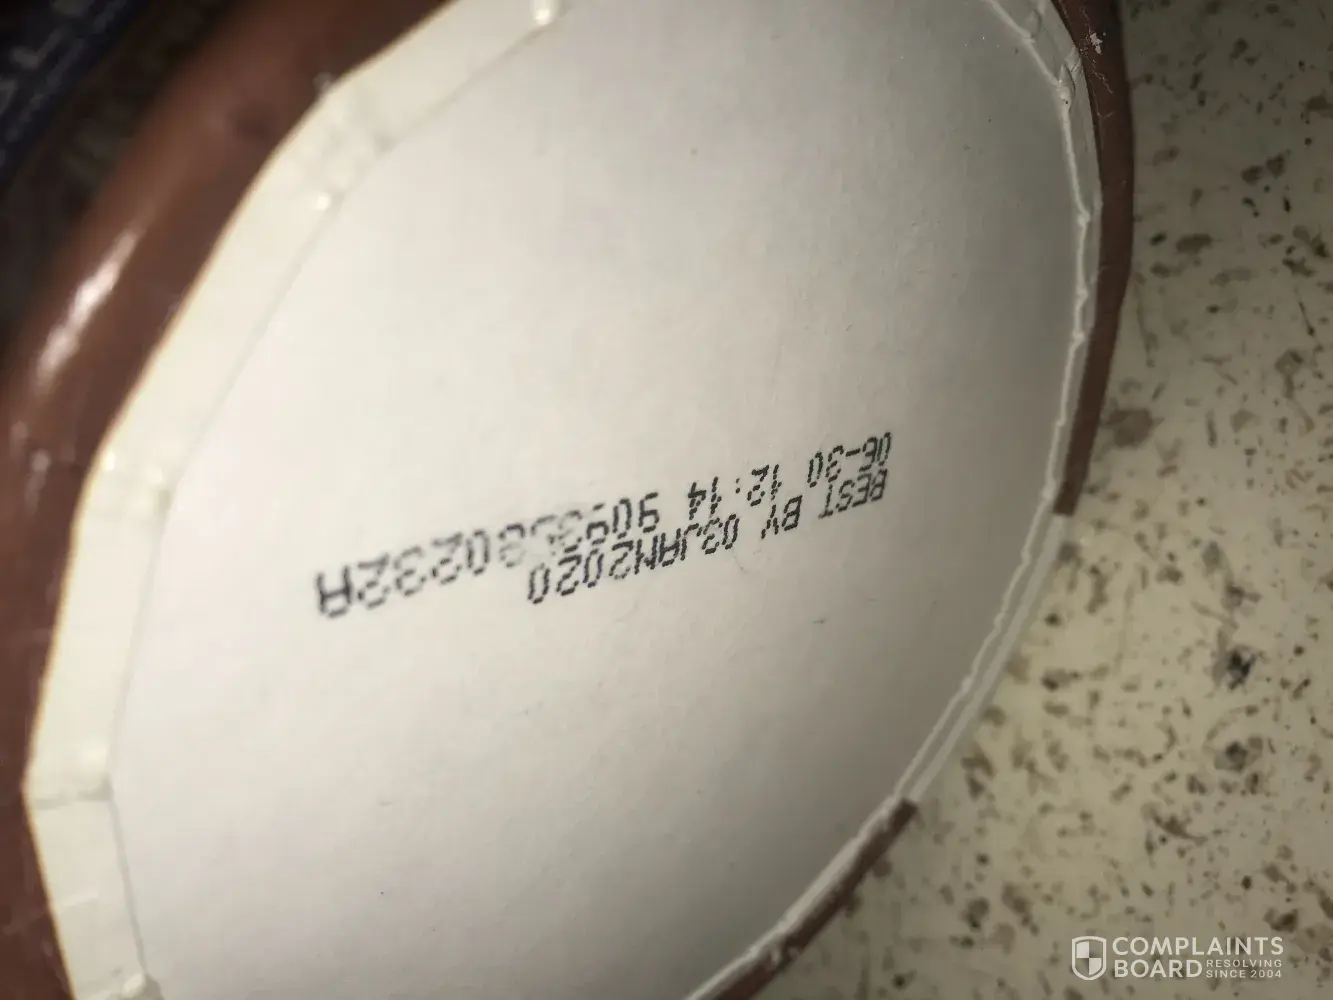 BEST BY 03JAN2020
06-30 12:14
COMPLAINTS
BOARD RESOLVING
SINCE 2004